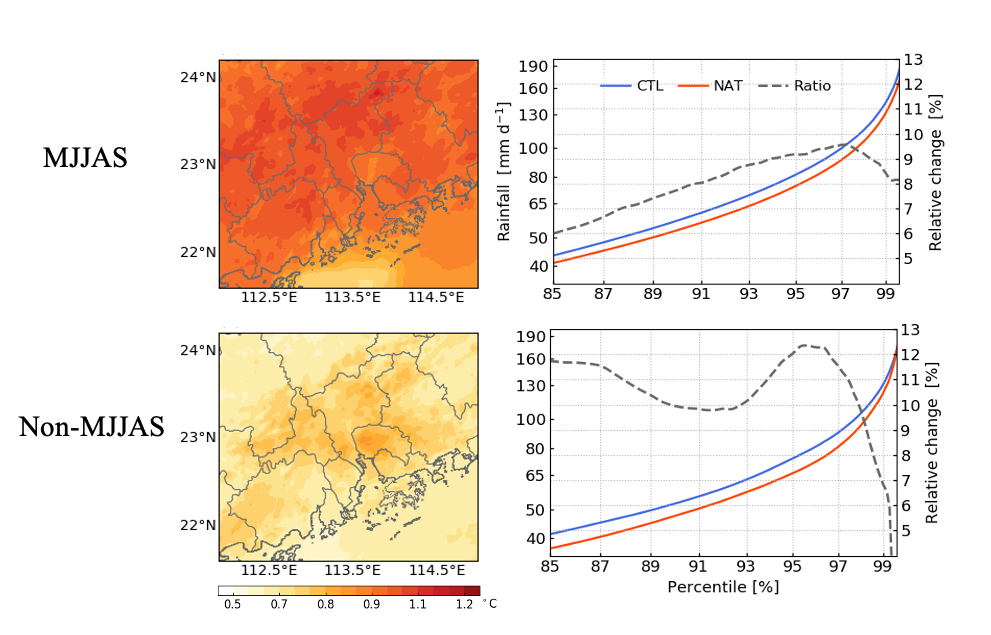 MJJAS
24°N
23°N
22°N
112.5°E 113.5°E 114.5°E
Rainfall [mm d⁻¹]
190
160
130
100
80
65
50
40
CTL NAT Ratio
85 87 89 91 93 95 97 99
13
12
11
10
9
8
7
6
5
Relative change [%]
Non-MJJAS
24°N
23°N
22°N
112.5°E 113.5°E 114.5°E
0.5 0.7 0.8 0.9 1.1 1.2 °C
190
160
130
100
80
65
50
40
85 87 89 91 93 95 97 99
Percentile [%]
13
12
11
10
9
8
7
6
5
Relative change [%]